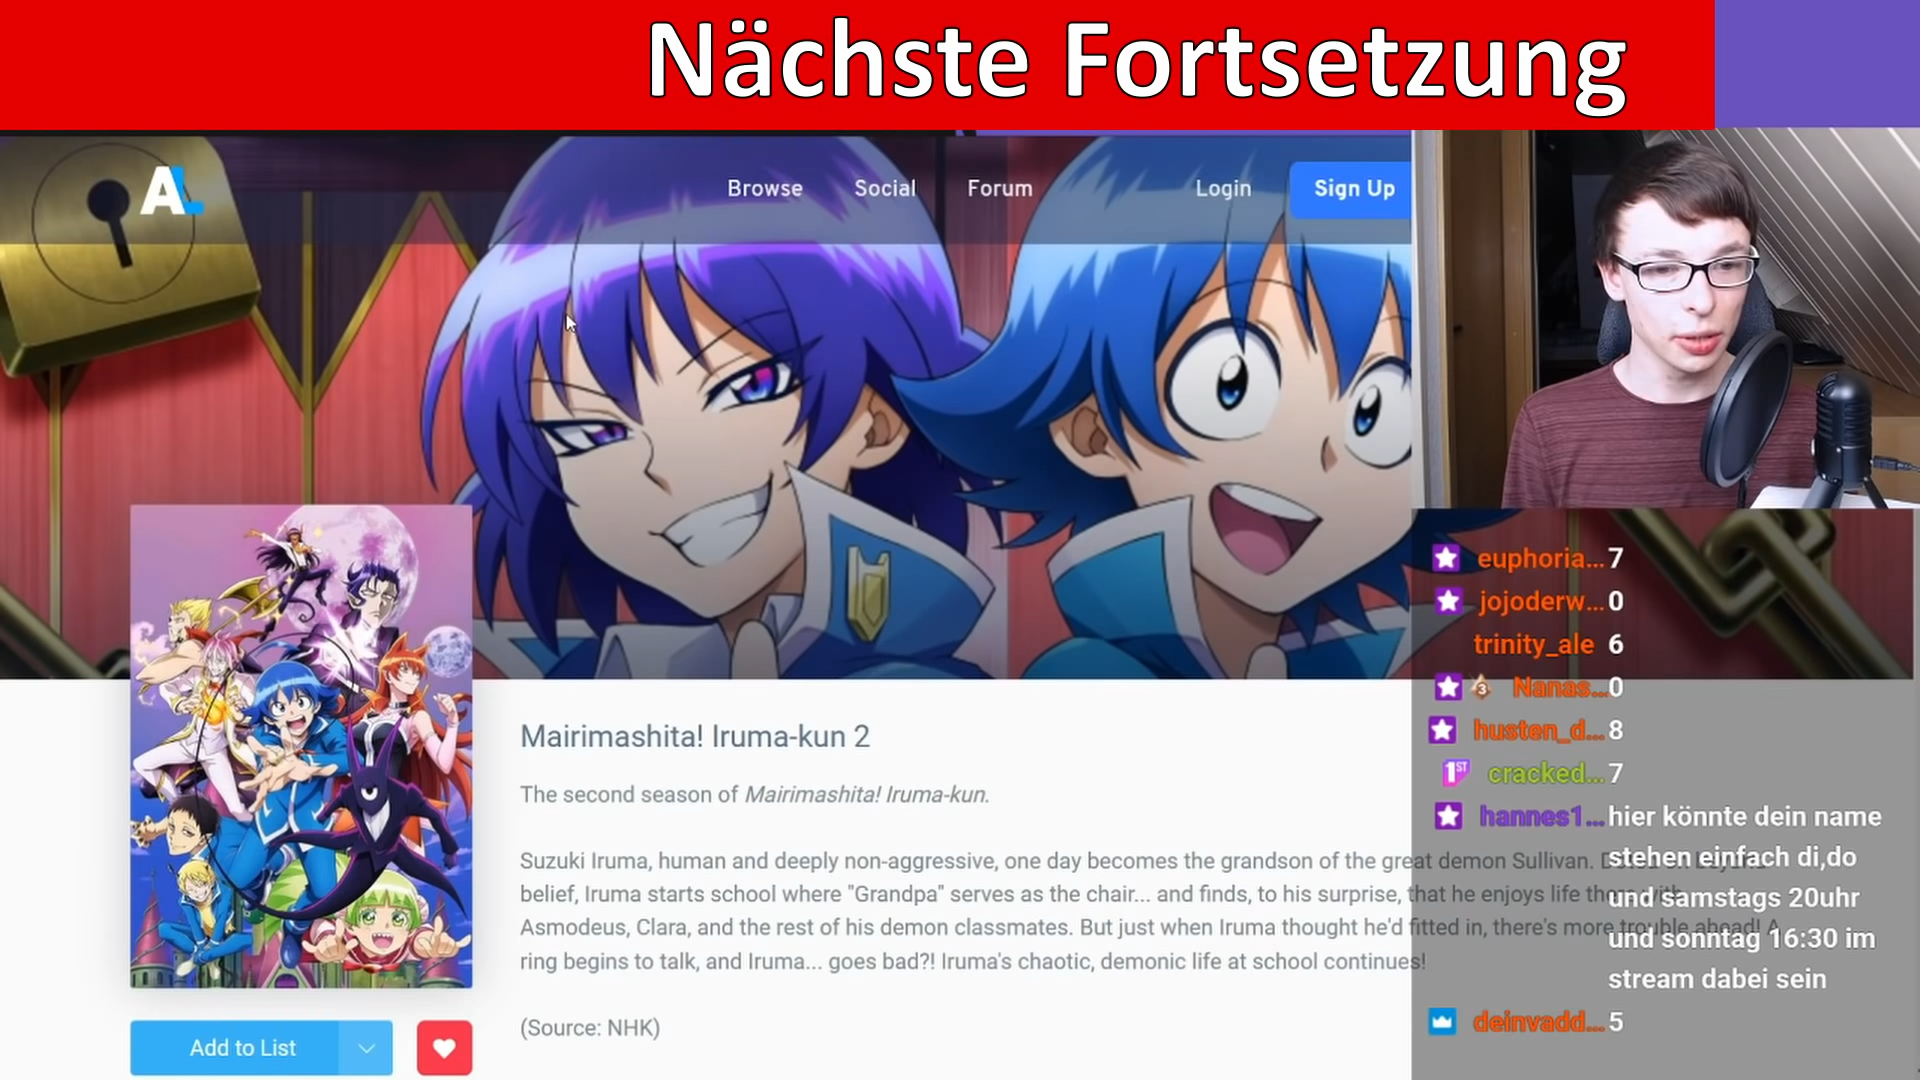 Nächste Fortsetzung
AL
Browse Social Forum Login Sign Up
Mairimashita! Iruma-kun 2
The second season of Mairimashita! Iruma-kun.
Suzuki Iruma, human and deeply non-aggressive, one day becomes the grandson of the great demon Sullivan.
belief, Iruma starts school where "Grandpa" serves as the chair... and finds, to his surprise, that he enjoys life
Asmodeus, Clara, and the rest of his demon classmates. But just when Iruma thought he'd fitted in, there's more trouble ahead! A
ring begins to talk, and Iruma... goes bad?! Iruma's chaotic, demonic life at school continues!
(Source: NHK)
Add to List
euphoria... 7
jojoderw... 0
trinity_ale 6
3 Nanas... 0
husten_d... 8
1ST cracked... 7
hannes1... hier könnte dein name
stehen einfach di,do
und samstags 20uhr
und sonntag 16:30 im
stream dabei sein
deinvadd... 5